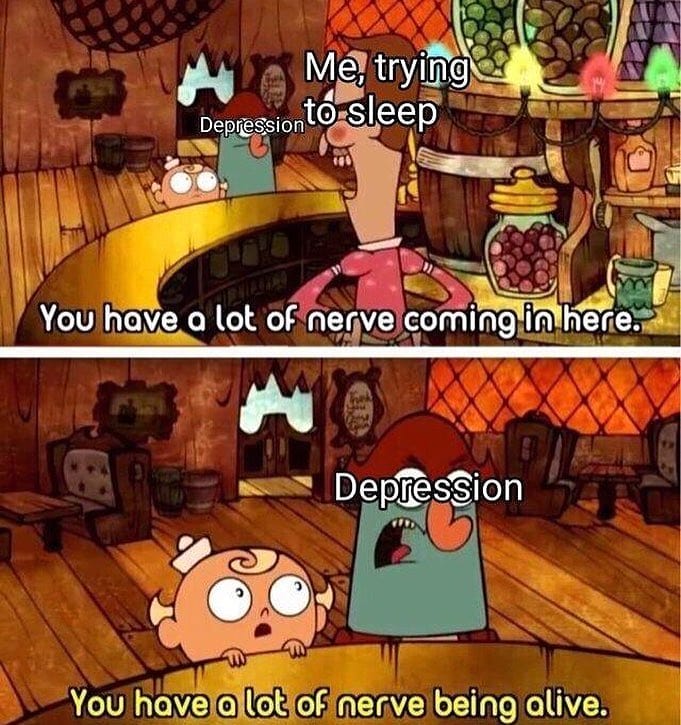 Me, trying
to sleep
Depression
You have a lot of nerve coming in here.
Depression
You have a lot of nerve being alive.